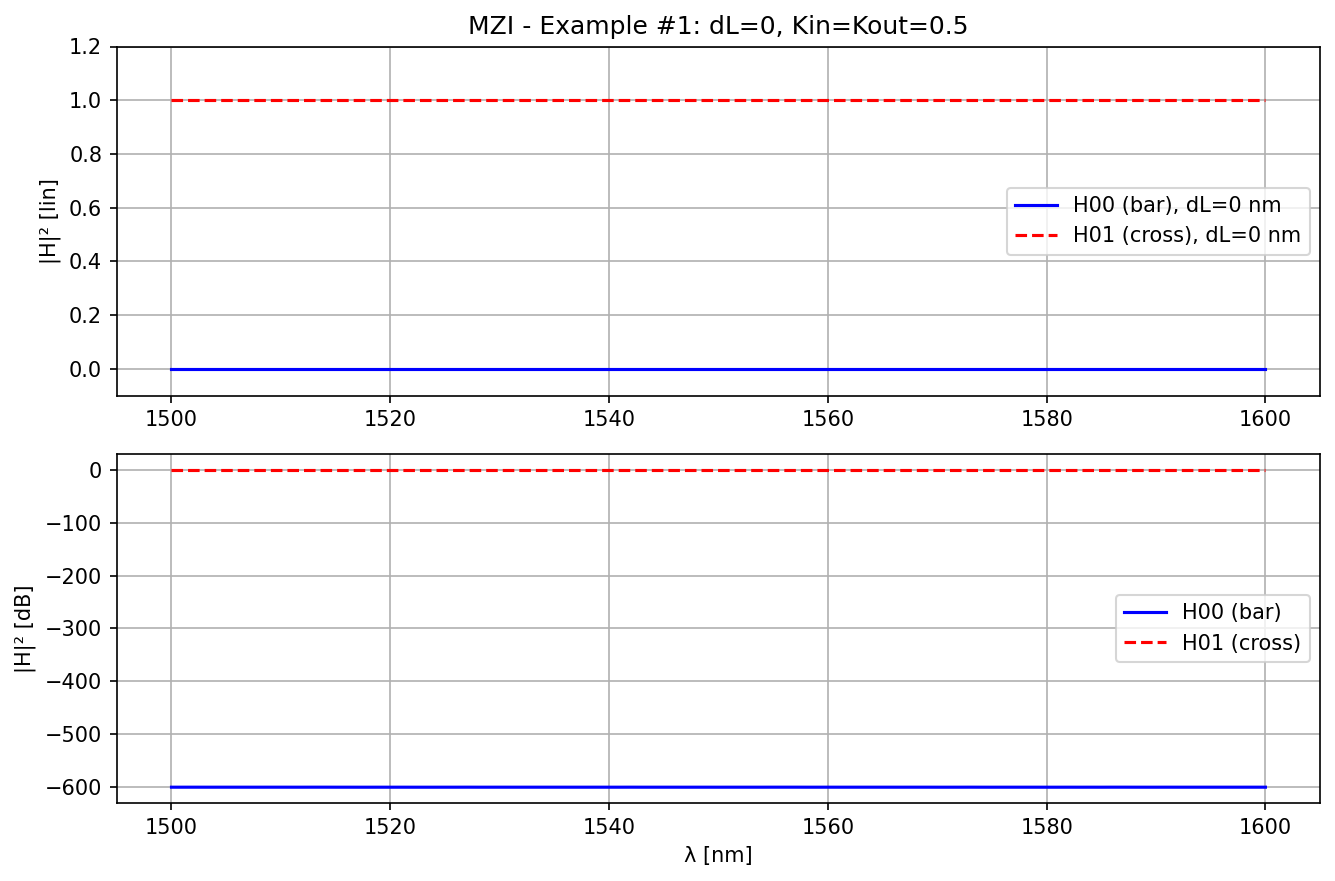 MZI - Example #1: dL=0, Kin=Kout=0.5
|H|² [lin]
1.2
1.0
0.8
0.6
0.4
0.2
0.0
H00 (bar), dL=0 nm
H01 (cross), dL=0 nm
1500 1520 1540 1560 1580 1600
|H|² [dB]
0
−100
−200
−300
−400
−500
−600
H00 (bar)
H01 (cross)
1500 1520 1540 1560 1580 1600
λ [nm]